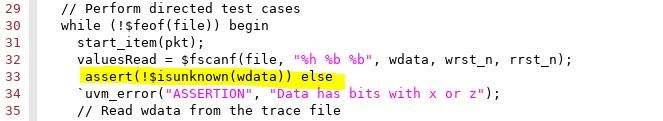 29 // Perform directed test cases
30 while (!$feof(file)) begin
31 start_item(pkt);
32 valuesRead = $fscanf(file, "%h %b %b", wdata, wrst_n, rrst_n);
33 assert(!$isunknown(wdata)) else
34 `uvm_error("ASSERTION", "Data has bits with x or z");
35 // Read wdata from the trace file